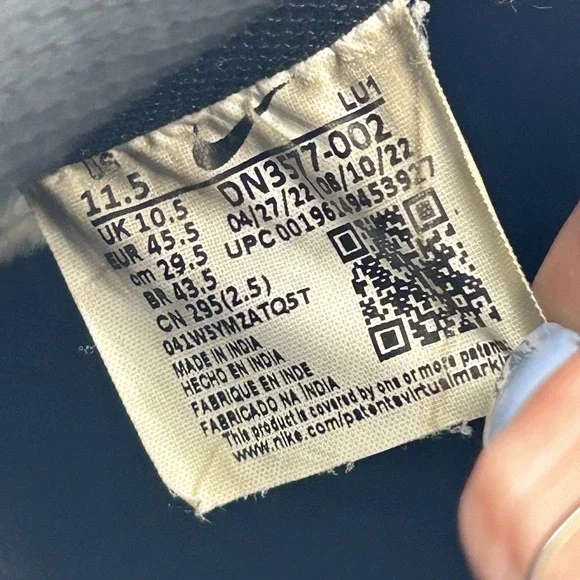 US
11.5
LU1
UK 10.5
DN3577-002
EUR 45.5
04/27/22 08/10/22
cm 29.5
UPC 00196149453927
BR 43.5
CN 295(2.5)
041W5YMZATQ5T
MADE IN INDIA
HECHO EN INDIA
FABRIQUE EN INDE
FABRICADO NA INDIA
This product is covered by one or more patents
www.nike.com/patentsvirtualmarki